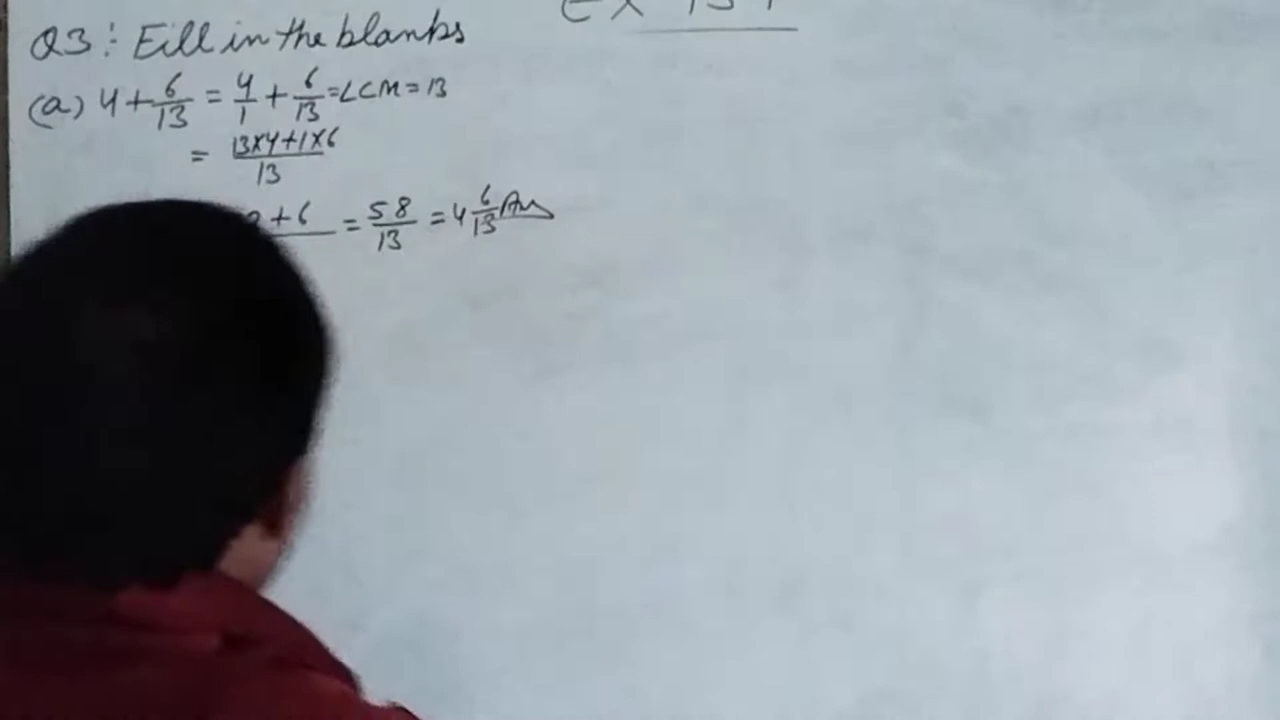 Q3: Fill in the blanks
(a) 4 + 6/13 = 4/1 + 6/13 = LCM = 13
= 13×4+1×6/13
+ 6 = 58/13 = 4 6/13 Ans